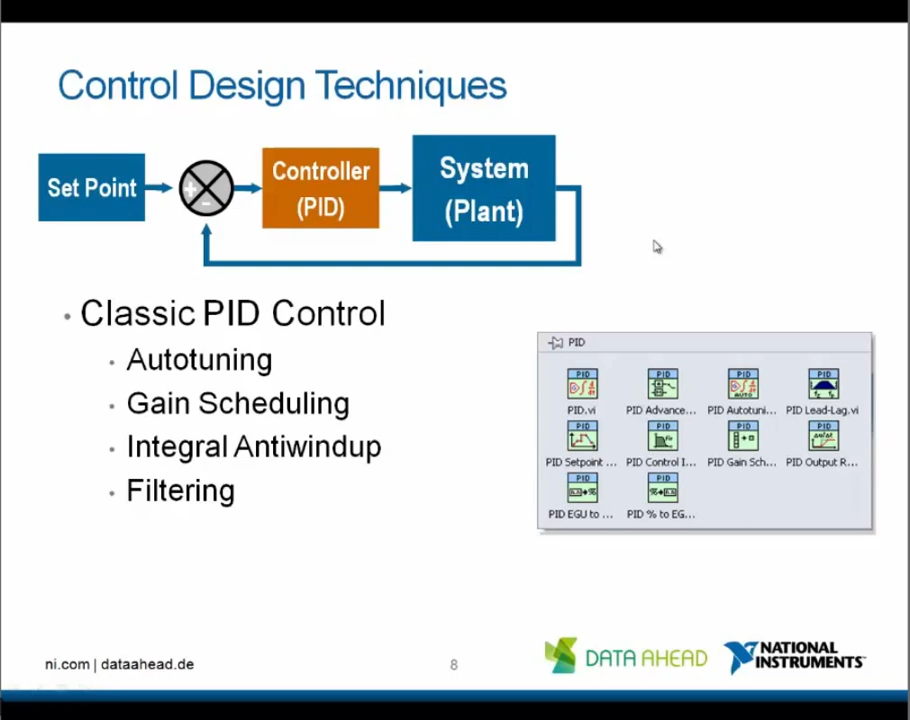 Control Design Techniques
Set Point
+
-
Controller
(PID)
System
(Plant)
• Classic PID Control
• Autotuning
• Gain Scheduling
• Integral Antiwindup
• Filtering
PID
PID PID PID PID
AUTO
PID.vi PID Advance... PID Autotuni... PID Lead-Lag.vi
PID PID PID PID
PID Setpoint ... PID Control I... PID Gain Sch... PID Output R...
PID PID
PID EGU to ... PID % to EG...
ni.com | dataahead.de
8
DATA AHEAD
NATIONAL
INSTRUMENTS™